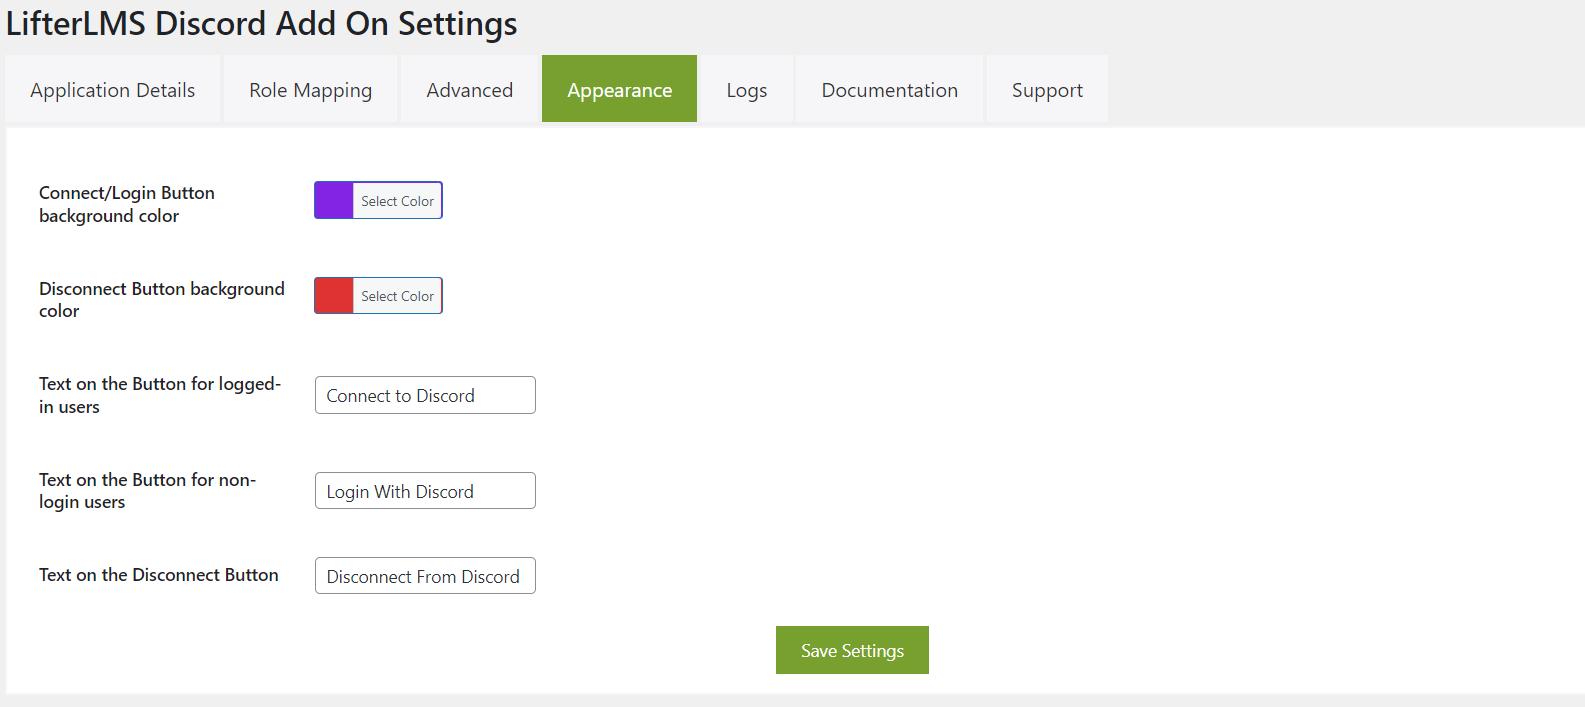 LifterLMS Discord Add On Settings
Application Details Role Mapping Advanced Appearance Logs Documentation Support
Connect/Login Button
background color
Select Color
Disconnect Button background
color
Select Color
Text on the Button for logged-
in users
Connect to Discord
Text on the Button for non-
login users
Login With Discord
Text on the Disconnect Button
Disconnect From Discord
Save Settings